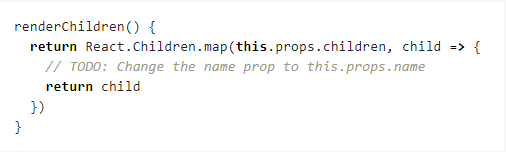 renderChildren() {
  return React.Children.map(this.props.children, child => {
    // TODO: Change the name prop to this.props.name
    return child
  })
}